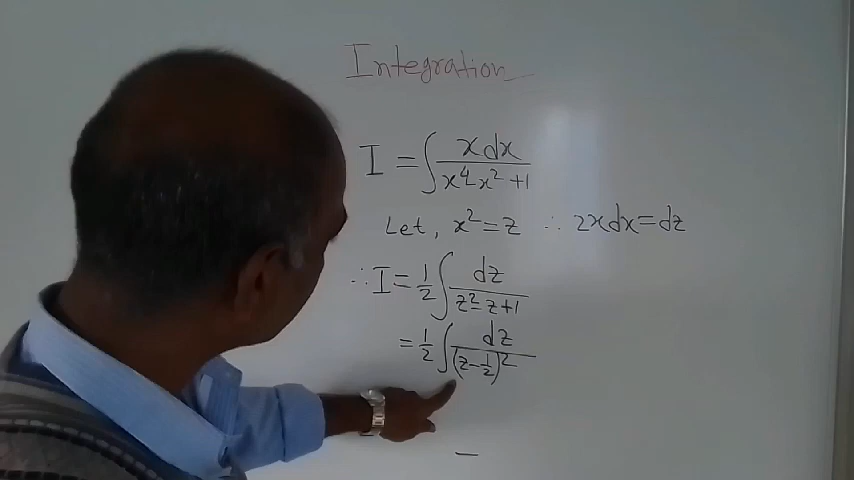 Integration
I = ∫ x dx / (x⁴-x²+1)
Let, x² = z ∴ 2x dx = dz
∴ I = 1/2 ∫ dz / (z²-z+1)
= 1/2 ∫ dz / (z-1/2)²